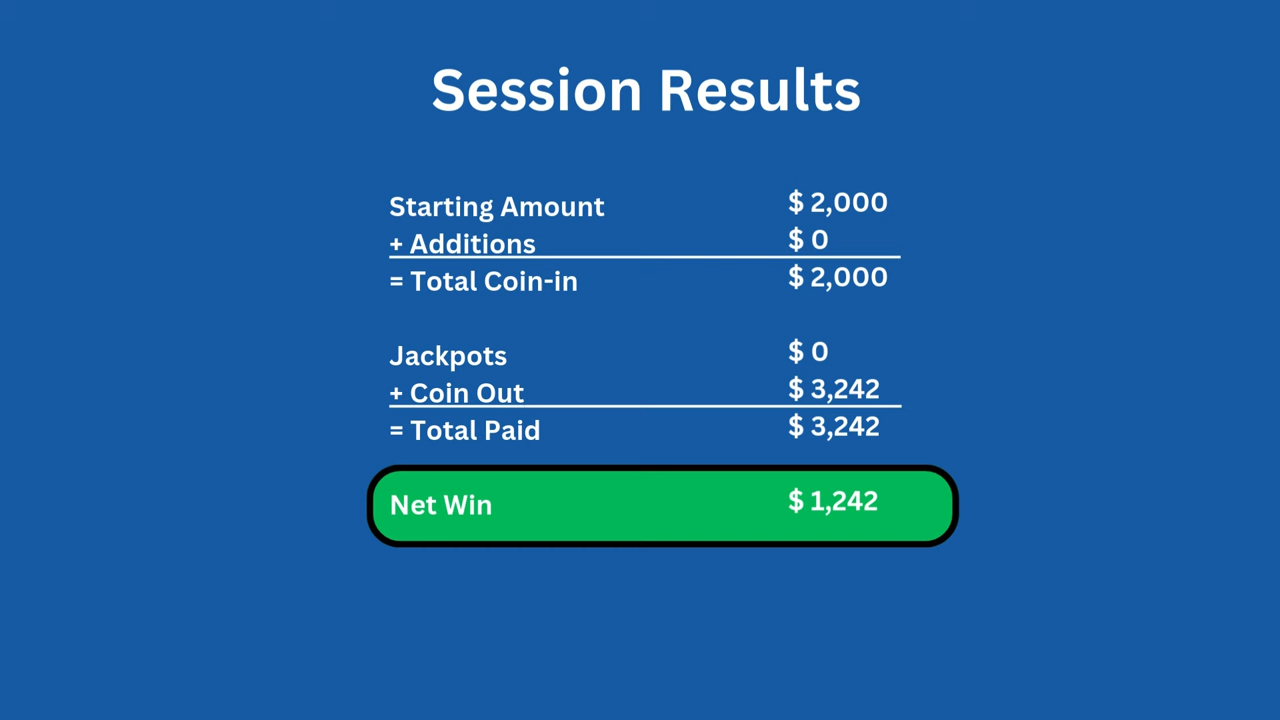 Session Results
Starting Amount $ 2,000
+ Additions $ 0
= Total Coin-in $ 2,000
Jackpots $ 0
+ Coin Out $ 3,242
= Total Paid $ 3,242
Net Win $ 1,242